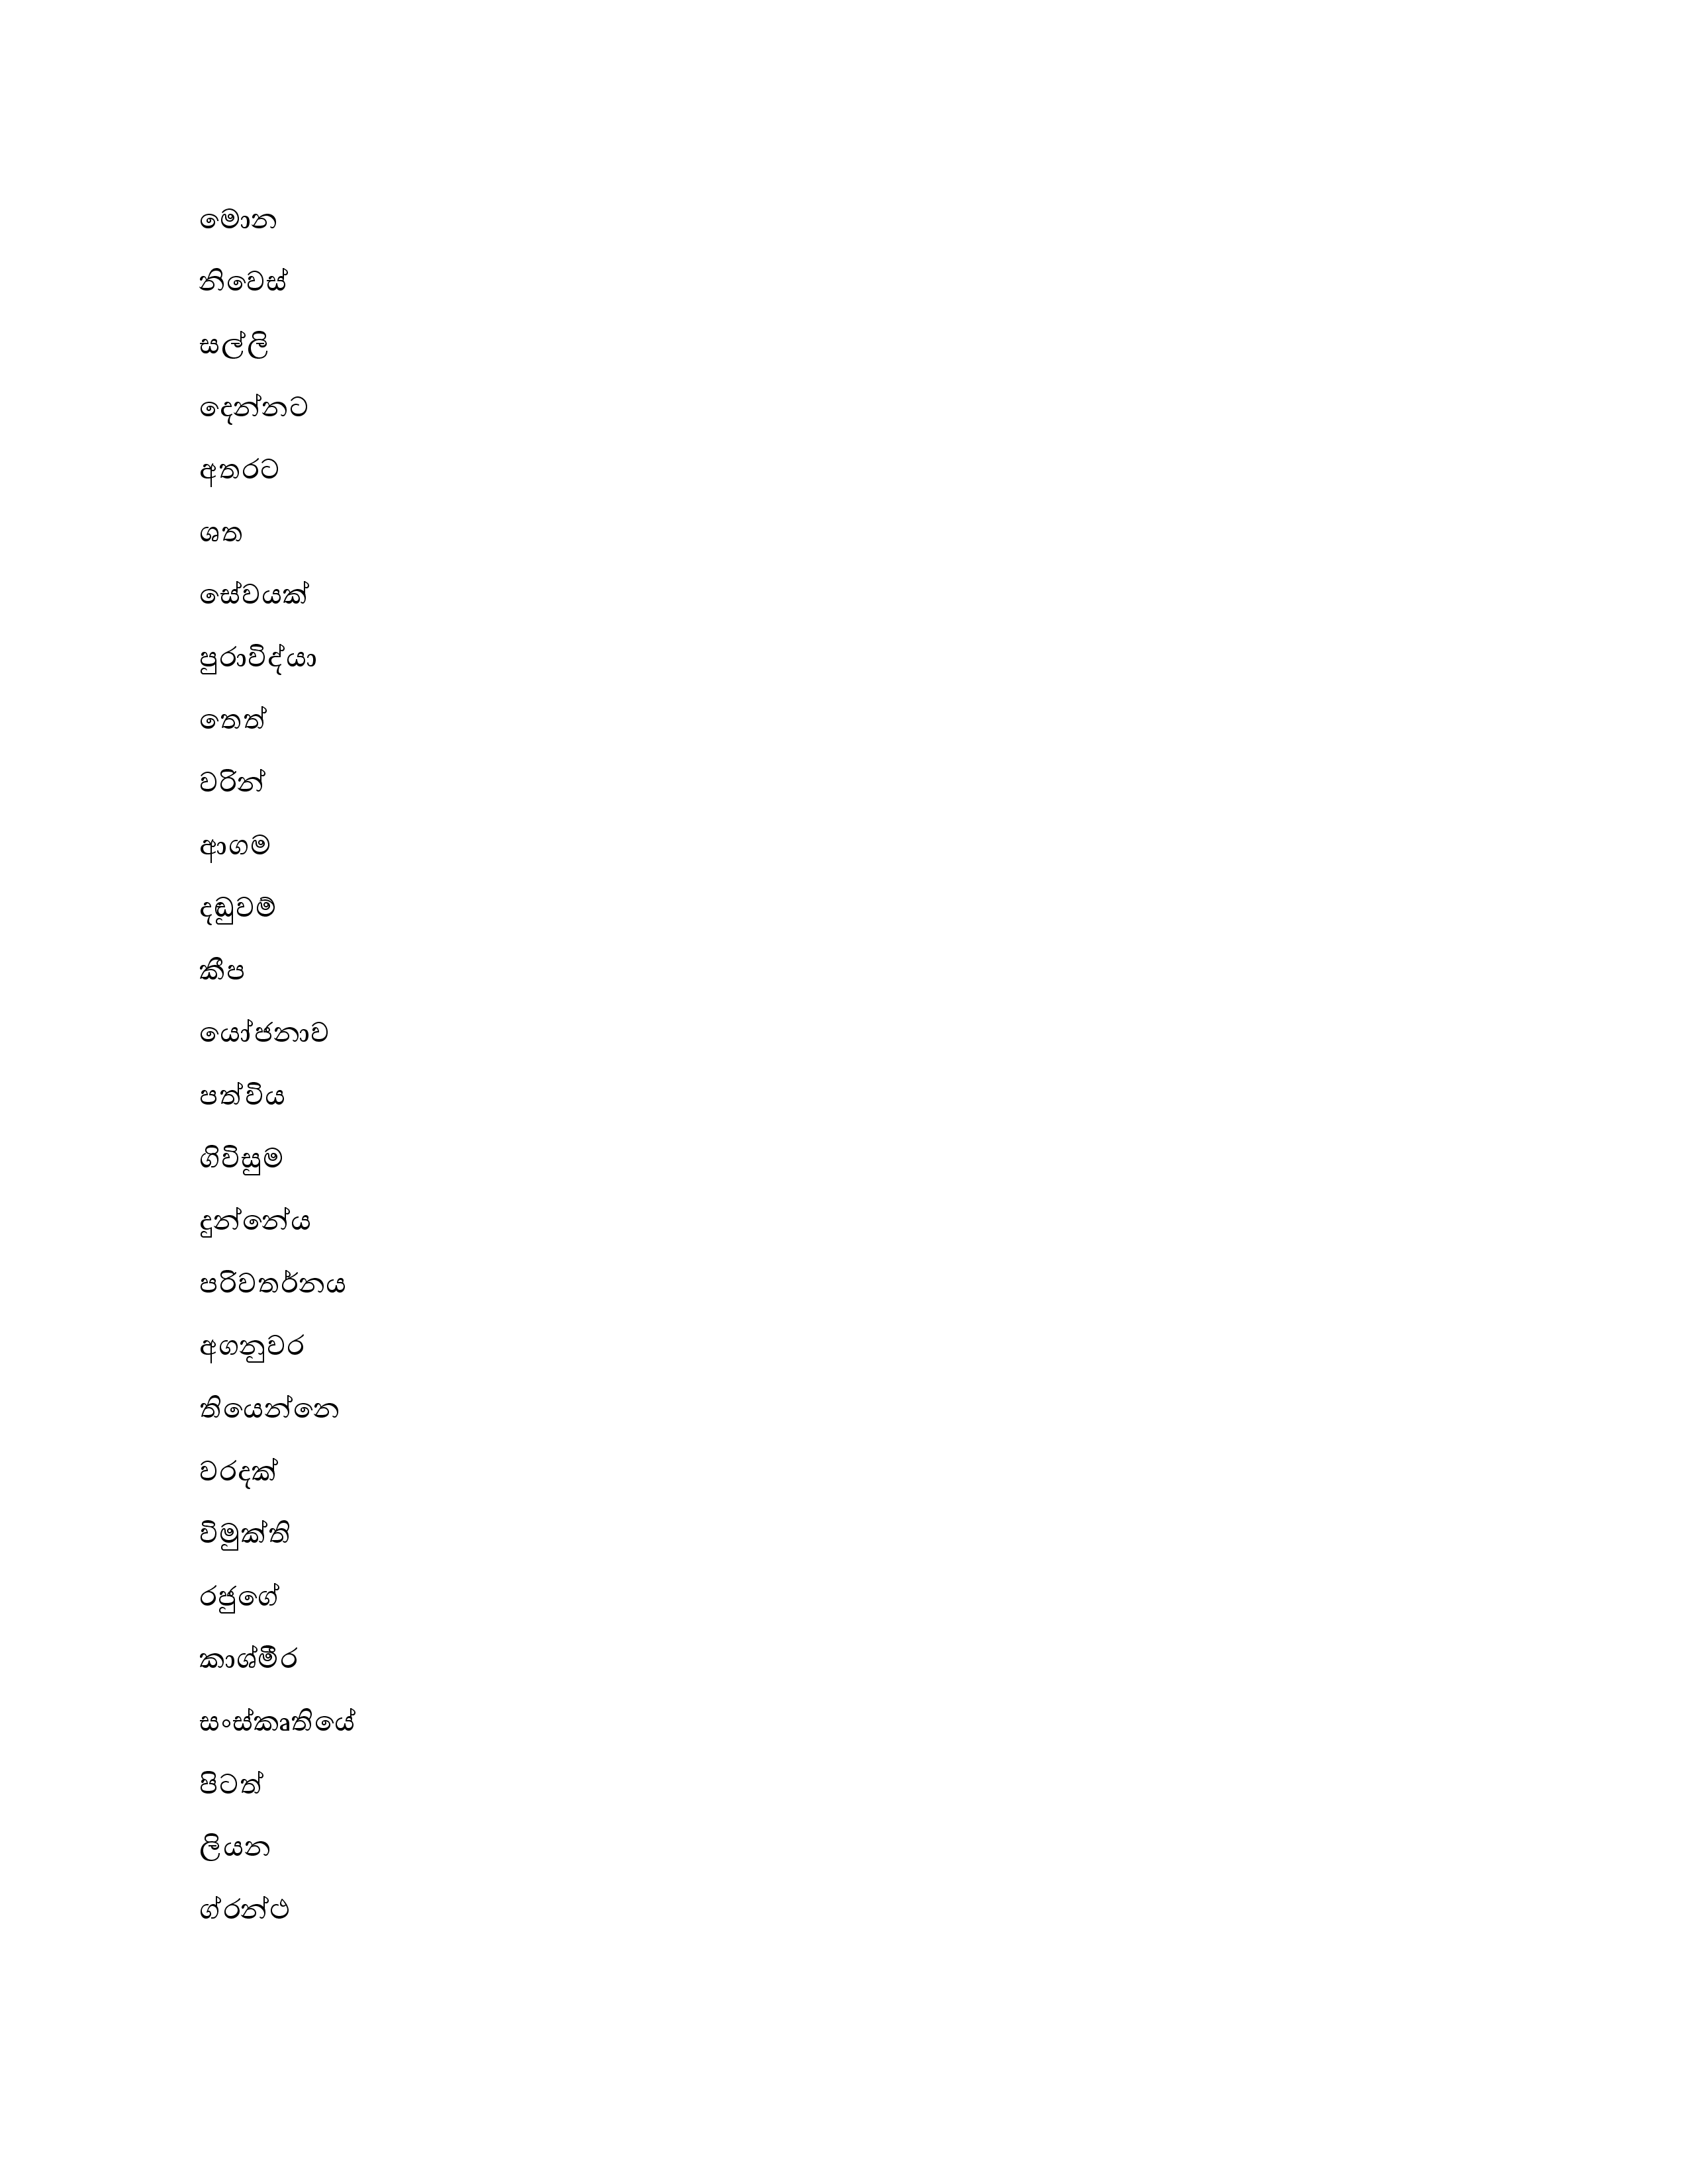 මොන
නිවෙස්
සල්ලි
දෙන්නට
අතරට
ශත
සේවයක්
පුරාවිද්යා
තෙත්
වරින්
ආගම
දඬුවම්
කීප
යෝජනාව
පත්විය
ගිවිසුම
දුන්නේය
පරිවතර්නය
අගනුවර
තියෙන්නෙ
වරදක්
විමුක්ති
රජුගේ
කාශ්මීර
සංස්කෘතියේ
පිටත්
ලියන
ග්රන්ථ